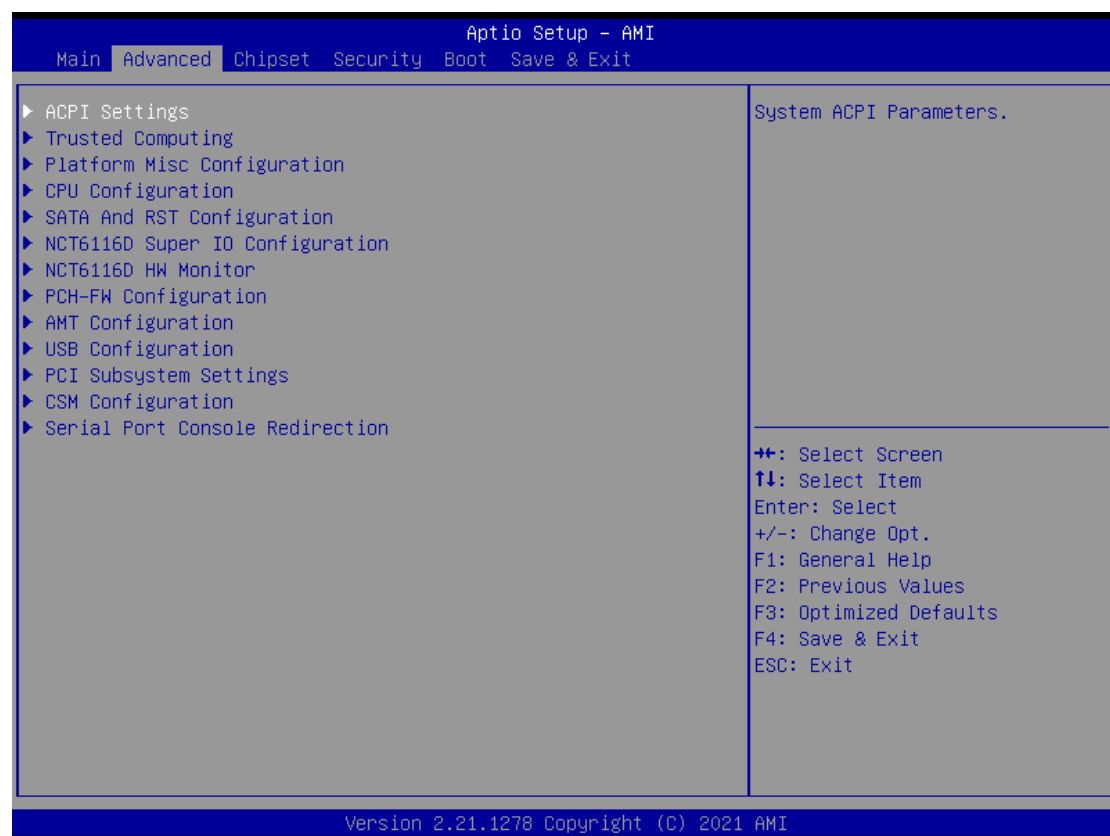 Aptio Setup – AMI
Main Advanced Chipset Security Boot Save & Exit
▶ ACPI Settings
▶ Trusted Computing
▶ Platform Misc Configuration
▶ CPU Configuration
▶ SATA And RST Configuration
▶ NCT6116D Super IO Configuration
▶ NCT6116D HW Monitor
▶ PCH-FW Configuration
▶ AMT Configuration
▶ USB Configuration
▶ PCI Subsystem Settings
▶ CSM Configuration
▶ Serial Port Console Redirection
System ACPI Parameters.
→←: Select Screen
↑↓: Select Item
Enter: Select
+/-: Change Opt.
F1: General Help
F2: Previous Values
F3: Optimized Defaults
F4: Save & Exit
ESC: Exit
Version 2.21.1278 Copyright (C) 2021 AMI